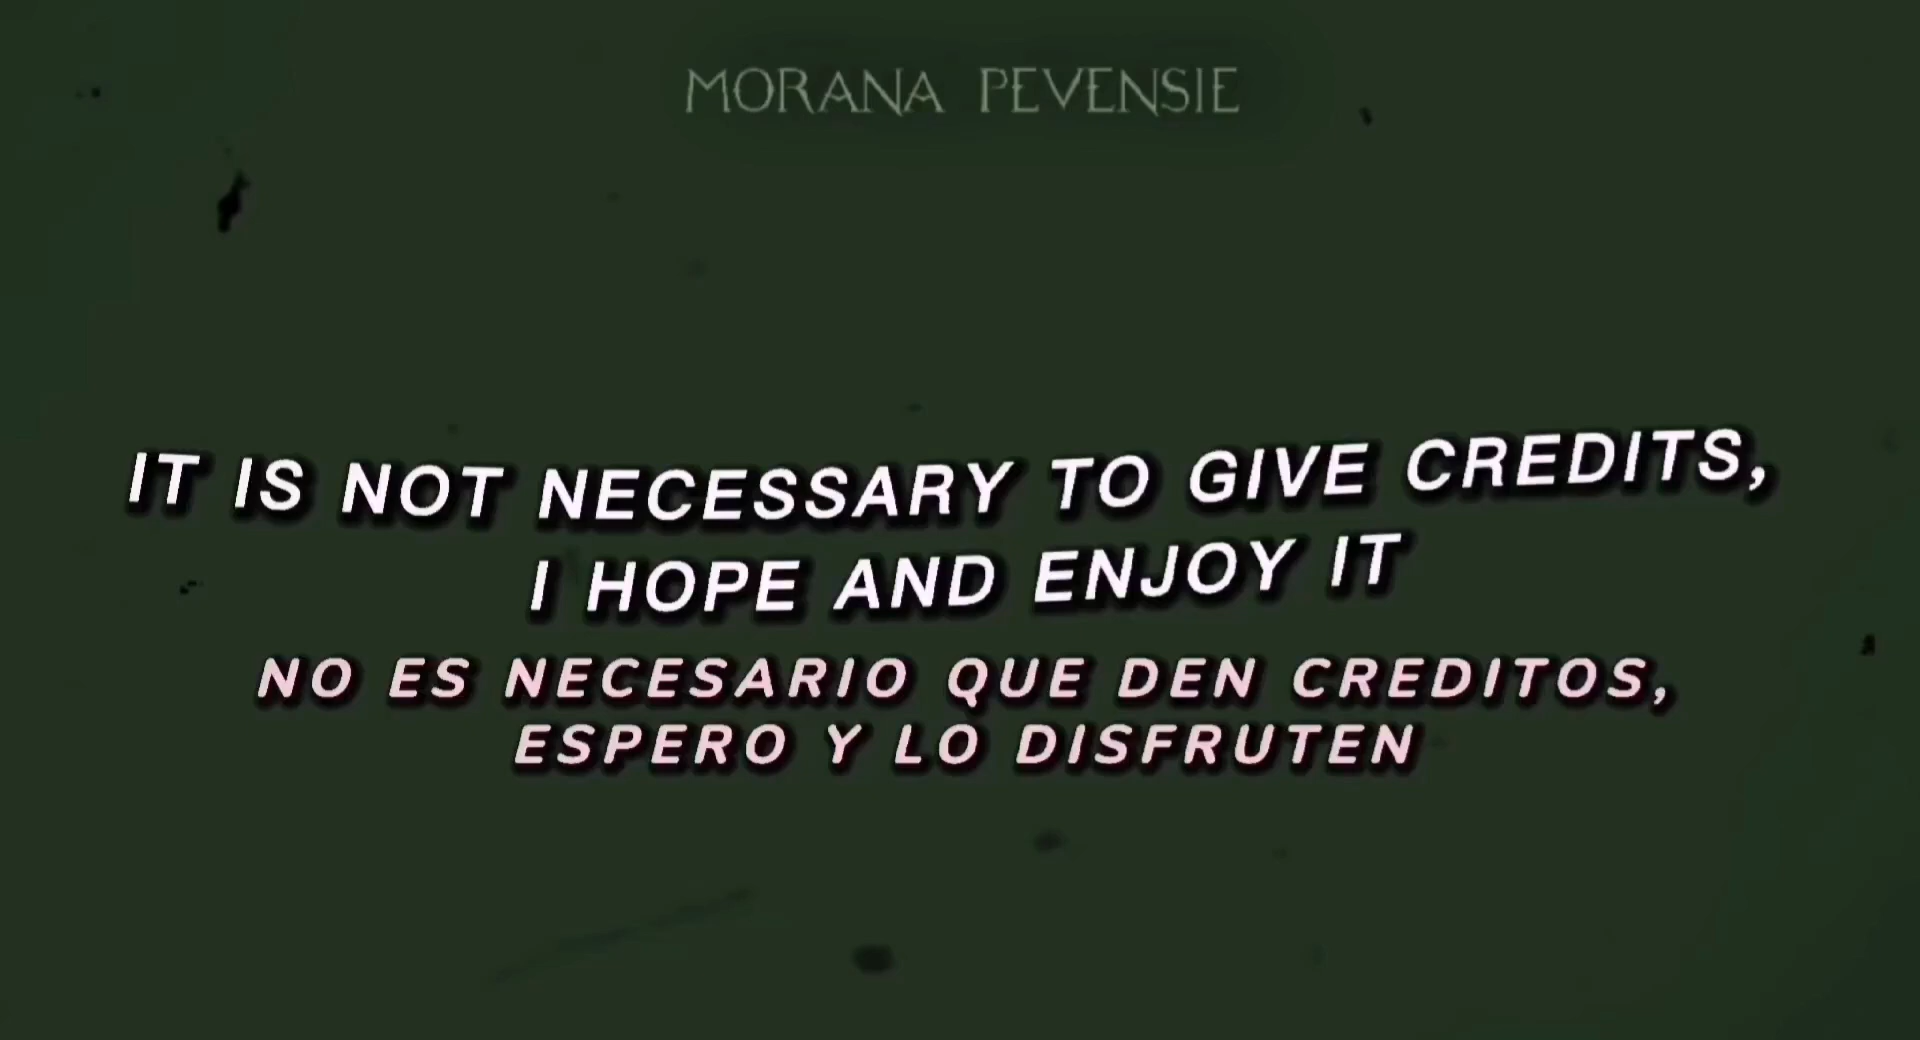 MORANA PEVENSIE
IT IS NOT NECESSARY TO GIVE CREDITS,
I HOPE AND ENJOY IT
NO ES NECESARIO QUE DEN CREDITOS,
ESPERO Y LO DISFRUTEN